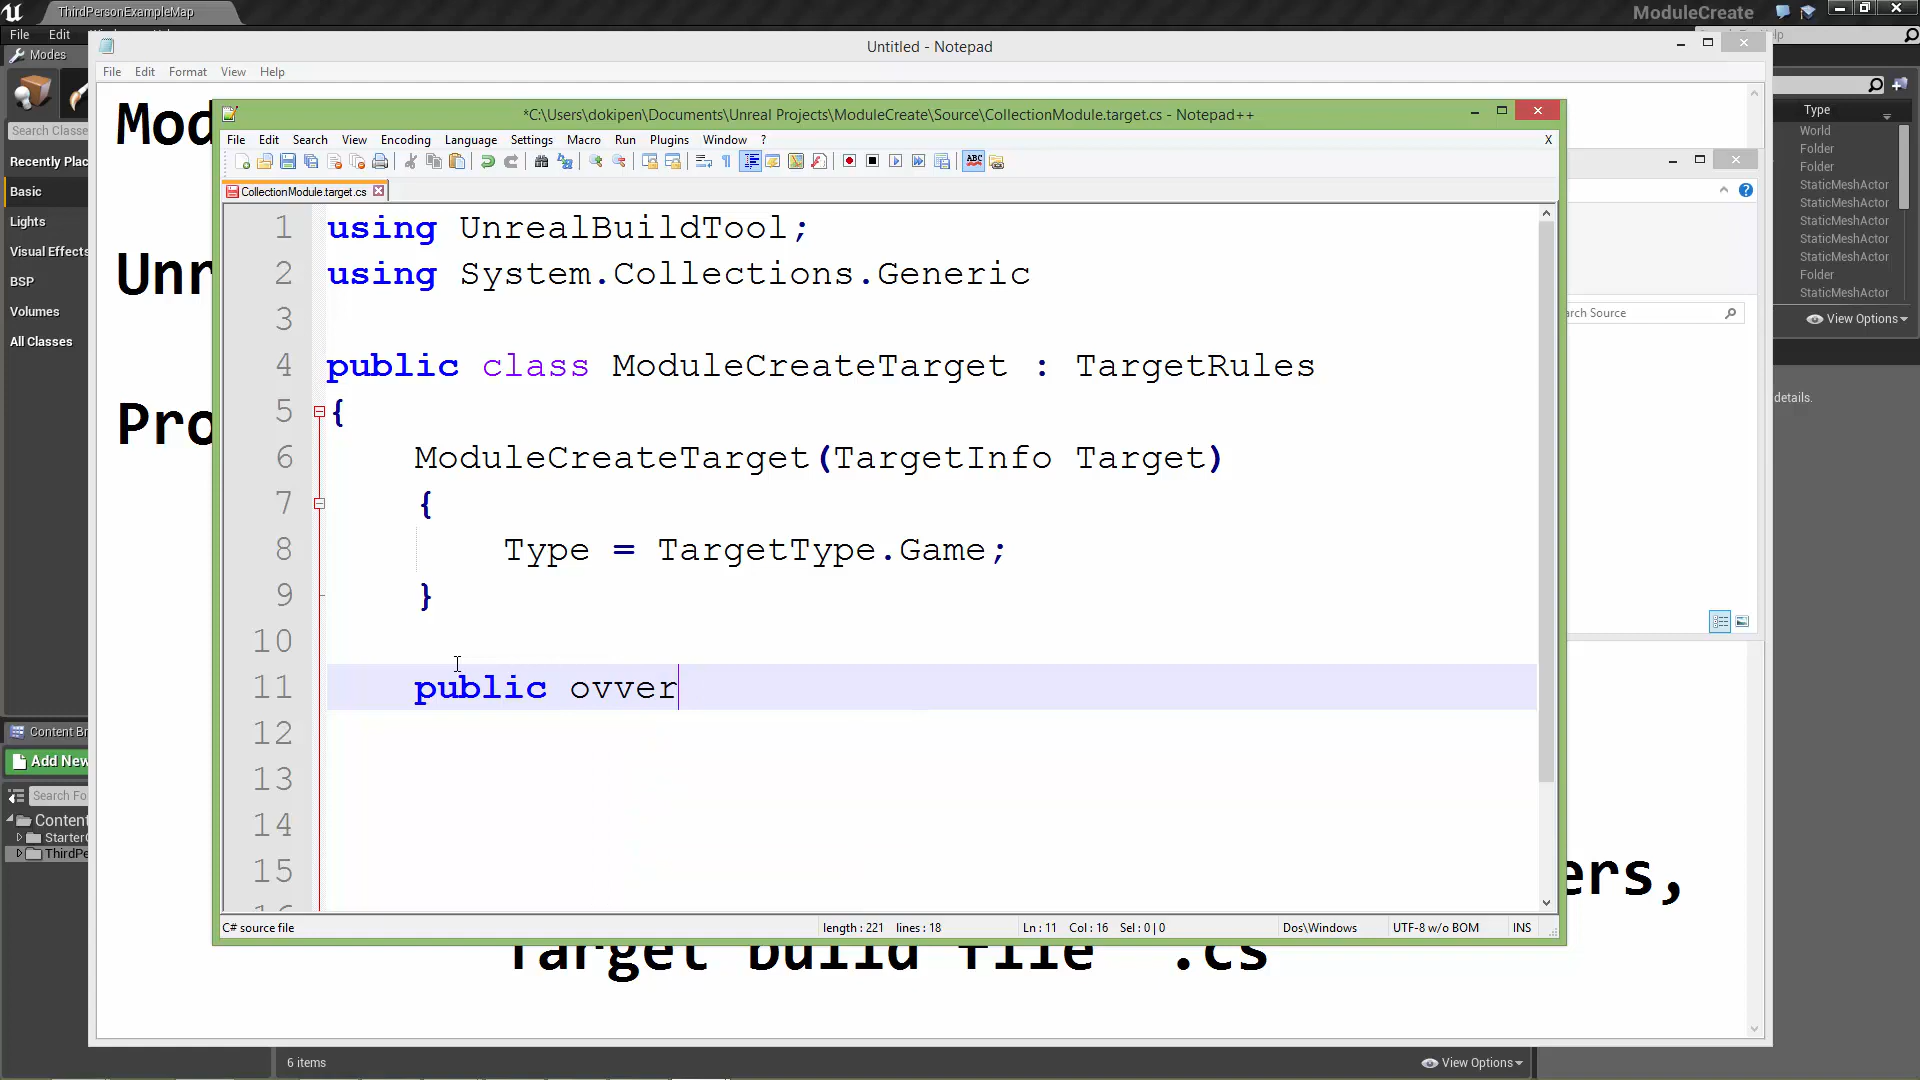 ThirdPersonExampleMap
ModuleCreate
File Edit
Untitled - Notepad
Modes
File Edit Format View Help
*C:\Users\dokipen\Documents\Unreal Projects\ModuleCreate\Source\CollectionModule.target.cs - Notepad++
File Edit Search View Encoding Language Settings Macro Run Plugins Window ? X
CollectionModule.target.cs
Mod
Unr
Pro
Search Classe
Recently Plac
Basic
Lights
Visual Effects
BSP
Volumes
All Classes
1 using UnrealBuildTool;
2 using System.Collections.Generic
3
4 public class ModuleCreateTarget : TargetRules
5 {
6 ModuleCreateTarget(TargetInfo Target)
7 {
8 Type = TargetType.Game;
9 }
10
11 public ovver
12
13
14
15
C# source file length : 221 lines : 18 Ln : 11 Col : 16 Sel : 0 | 0 Dos\Windows UTF-8 w/o BOM INS
Type
World
Folder
Folder
StaticMeshActor
StaticMeshActor
StaticMeshActor
StaticMeshActor
StaticMeshActor
Folder
StaticMeshActor
arch Source
View Options
details.
Content Br
Add New
Search Fo
Content
StarterC
ThirdPe
ers,
Target build file .cs
6 items
View Options